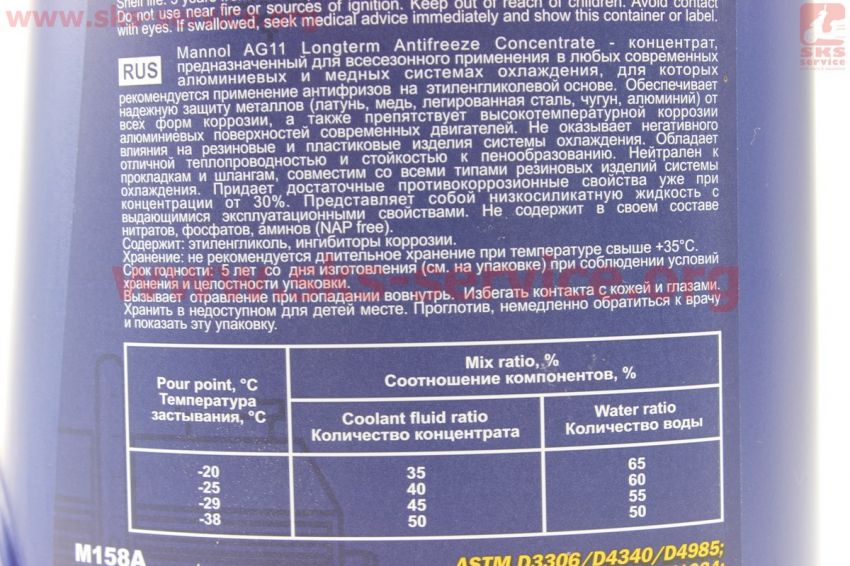 Do not use near fire or sources of ignition. Keep out of reach of children. Avoid contact
with eyes. If swallowed, seek medical advice immediately and show this container or label.
SKS
service
RUS
Mannol AG11 Longterm Antifreeze Concentrate - концентрат,
предназначенный для всесезонного применения в любых современных
алюминиевых и медных системах охлаждения, для которых
рекомендуется применение антифризов на этиленгликолевой основе. Обеспечивает
надежную защиту металлов (латунь, медь, легированная сталь, чугун, алюминий) от
всех форм коррозии, а также препятствует высокотемпературной коррозии
алюминиевых поверхностей современных двигателей. Не оказывает негативного
влияния на резиновые и пластиковые изделия системы охлаждения. Обладает
отличной теплопроводностью и стойкостью к пенообразованию. Нейтрален к
прокладкам и шлангам, совместим со всеми типами резиновых изделий системы
охлаждения. Придает достаточные противокоррозионные свойства уже при
концентрации от 30%. Представляет собой низкосиликатную жидкость с
выдающимися эксплуатационными свойствами. Не содержит в своем составе
нитратов, фосфатов, аминов (NAP free).
Содержит: этиленгликоль, ингибиторы коррозии.
Хранение: не рекомендуется длительное хранение при температуре свыше +35°C.
Срок годности: 5 лет со дня изготовления (см. на упаковке) при соблюдении условий
хранения и целостности упаковки.
www.sks-service.org
Вызывает отравление при попадании вовнутрь. Избегать контакта с кожей и глазами.
Хранить в недоступном для детей месте. Проглотив, немедленно обратиться к врачу
и показать эту упаковку.
Pour point, °C
Температура
застывания, °C
Mix ratio, %
Соотношение компонентов, %
Coolant fluid ratio
Количество концентрата
Water ratio
Количество воды
-20 35 65
-25 40 60
-29 45 55
-38 50 50
M158A
ASTM D3306/D4340/D4985;